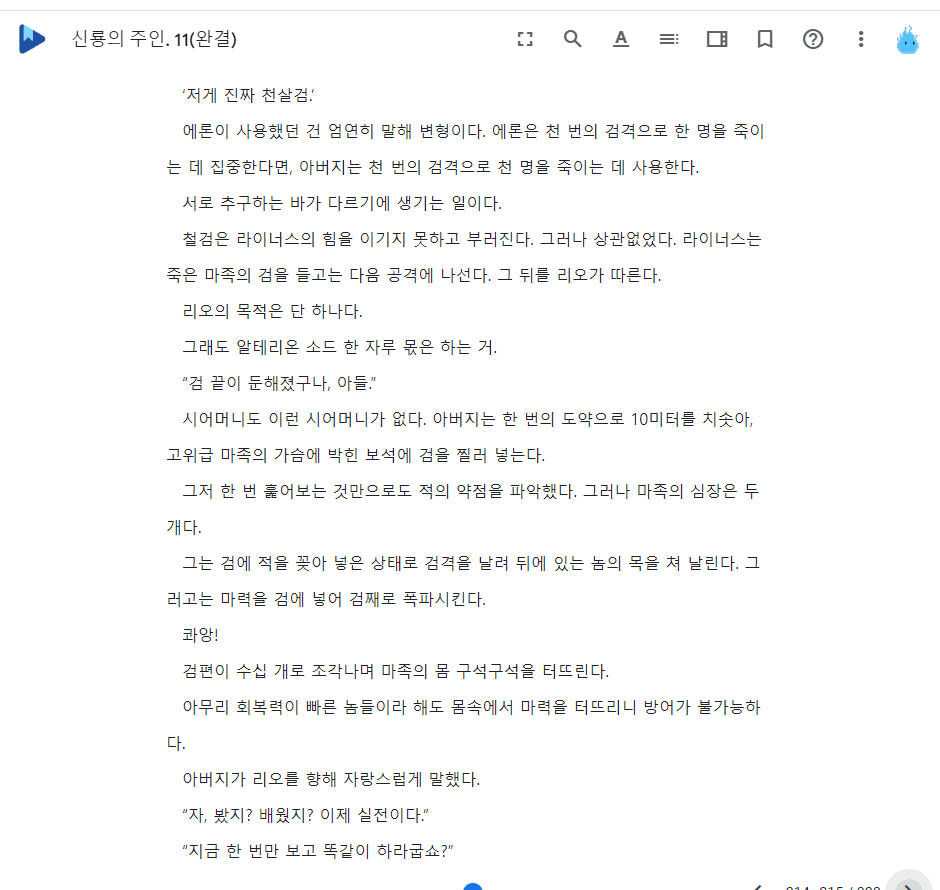 신룡의 주인. 11(완결)
‘저게 진짜 천살검.’
에론이 사용했던 건 엄연히 말해 변형이다. 에론은 천 번의 검격으로 한 명을 죽이
는 데 집중한다면, 아버지는 천 번의 검격으로 천 명을 죽이는 데 사용한다.
서로 추구하는 바가 다르기에 생기는 일이다.
철검은 라이너스의 힘을 이기지 못하고 부러진다. 그러나 상관없었다. 라이너스는
죽은 마족의 검을 들고는 다음 공격에 나선다. 그 뒤를 리오가 따른다.
리오의 목적은 단 하나다.
그래도 알테리온 소드 한 자루 몫은 하는 거.
“검 끝이 둔해졌구나, 아들.”
시어머니도 이런 시어머니가 없다. 아버지는 한 번의 도약으로 10미터를 치솟아,
고위급 마족의 가슴에 박힌 보석에 검을 찔러 넣는다.
그저 한 번 훑어보는 것만으로도 적의 약점을 파악했다. 그러나 마족의 심장은 두
개다.
그는 검에 적을 꽂아 넣은 상태로 검격을 날려 뒤에 있는 놈의 목을 쳐 날린다. 그
러고는 마력을 검에 넣어 검째로 폭파시킨다.
콰앙!
검편이 수십 개로 조각나며 마족의 몸 구석구석을 터뜨린다.
아무리 회복력이 빠른 놈들이라 해도 몸속에서 마력을 터뜨리니 방어가 불가능하
다.
아버지가 리오를 향해 자랑스럽게 말했다.
“자, 봤지? 배웠지? 이제 실전이다.”
“지금 한 번만 보고 똑같이 하라굽쇼?”